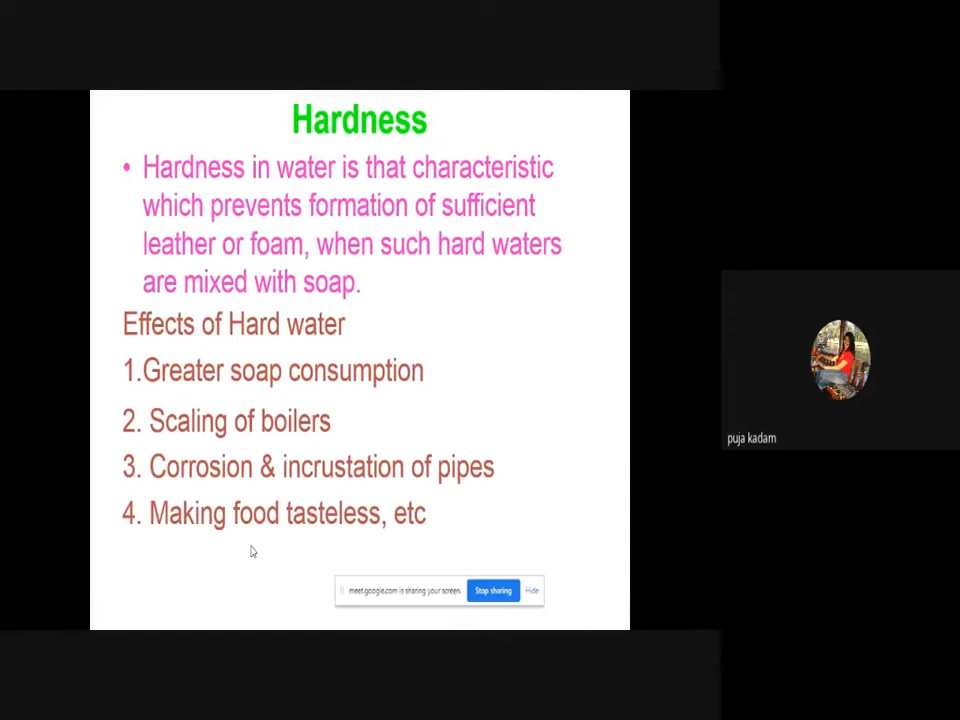 Hardness
• Hardness in water is that characteristic
which prevents formation of sufficient
leather or foam, when such hard waters
are mixed with soap.
Effects of Hard water
1.Greater soap consumption
2. Scaling of boilers
3. Corrosion & incrustation of pipes
4. Making food tasteless, etc
meet.google.com is sharing your screen. Stop sharing Hide
puja kadam